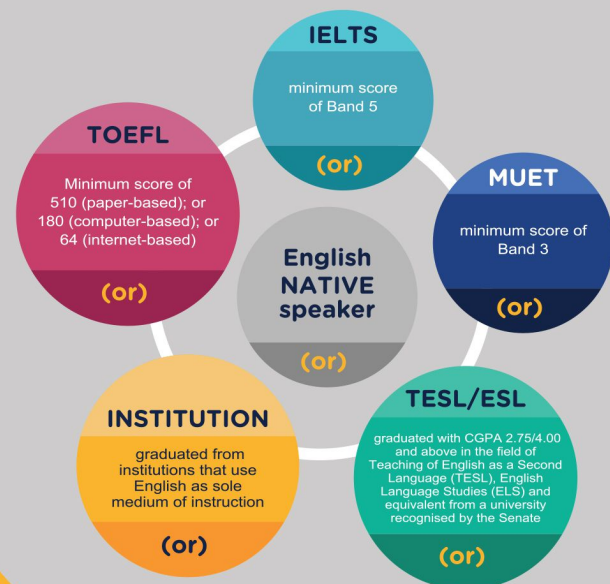 IELTS
minimum score
of Band 5
(or)
TOEFL
Minimum score of
510 (paper-based); or
180 (computer-based); or
64 (internet-based)
(or)
MUET
minimum score of
Band 3
(or)
English
NATIVE
speaker
(or)
INSTITUTION
graduated from
institutions that use
English as sole
medium of instruction
(or)
TESL/ESL
graduated with CGPA 2.75/4.00
and above in the field of
Teaching of English as a Second
Language (TESL), English
Language Studies (ELS) and
equivalent from a university
recognised by the Senate
(or)